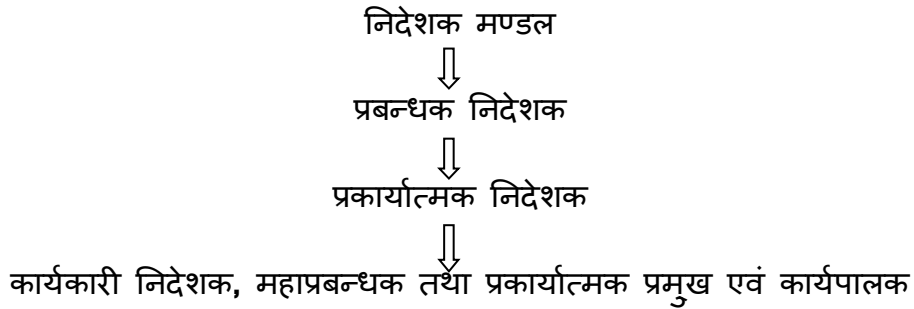 निदेशक मण्डल
प्रबन्धक निदेशक
प्रकार्यात्मक निदेशक
कार्यकारी निदेशक, महाप्रबन्धक तथा प्रकार्यात्मक प्रमुख एवं कार्यपालक